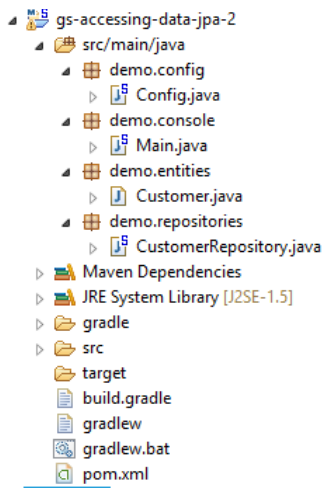 gs-accessing-data-jpa-2
src/main/java
demo.config
Config.java
demo.console
Main.java
demo.entities
Customer.java
demo.repositories
CustomerRepository.java
Maven Dependencies
JRE System Library [J2SE-1.5]
gradle
src
target
build.gradle
gradlew
gradlew.bat
pom.xml